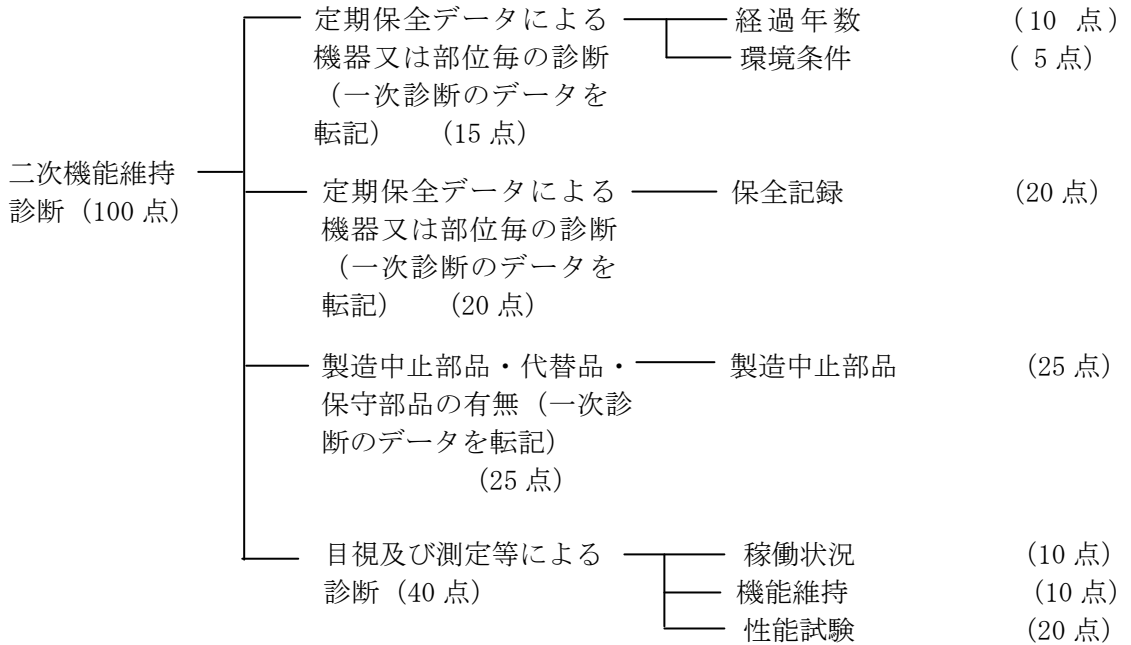 定期保全データによる 経過年数 (10 点)
機器又は部位毎の診断 環境条件 ( 5 点)
(一次診断のデータを
転記) (15 点)
二次機能維持
診断 (100 点)
定期保全データによる 保全記録 (20 点)
機器又は部位毎の診断
(一次診断のデータを
転記) (20 点)
製造中止部品・代替品・ 製造中止部品 (25 点)
保守部品の有無 (一次診
断のデータを転記)
(25 点)
目視及び測定等による 稼働状況 (10 点)
診断 (40 点) 機能維持 (10 点)
性能試験 (20 点)